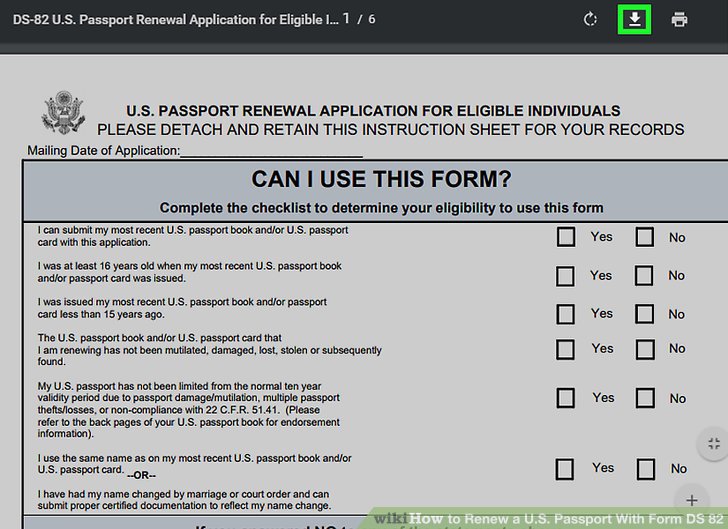 DS-82 U.S. Passport Renewal Application for Eligible I... 1 / 6
U.S. PASSPORT RENEWAL APPLICATION FOR ELIGIBLE INDIVIDUALS
PLEASE DETACH AND RETAIN THIS INSTRUCTION SHEET FOR YOUR RECORDS
Mailing Date of Application:
CAN I USE THIS FORM?
Complete the checklist to determine your eligibility to use this form
I can submit my most recent U.S. passport book and/or U.S. passport
card with this application.
Yes No
I was at least 16 years old when my most recent U.S. passport book
and/or passport card was issued.
Yes No
I was issued my most recent U.S. passport book and/or passport
card less than 15 years ago.
Yes No
The U.S. passport book and/or U.S. passport card that
I am renewing has not been mutilated, damaged, lost, stolen or subsequently
found.
Yes No
My U.S. passport has not been limited from the normal ten year
validity period due to passport damage/mutilation, multiple passport
thefts/losses, or non-compliance with 22 C.F.R. 51.41. (Please
refer to the back pages of your U.S. passport book for endorsement
information).
Yes No
I use the same name as on my most recent U.S. passport book and/or
U.S. passport card. --OR--
Yes No
I have had my name changed by marriage or court order and can
submit proper certified documentation to reflect my name change.
wikiHow to Renew a U.S. Passport With Form DS 82